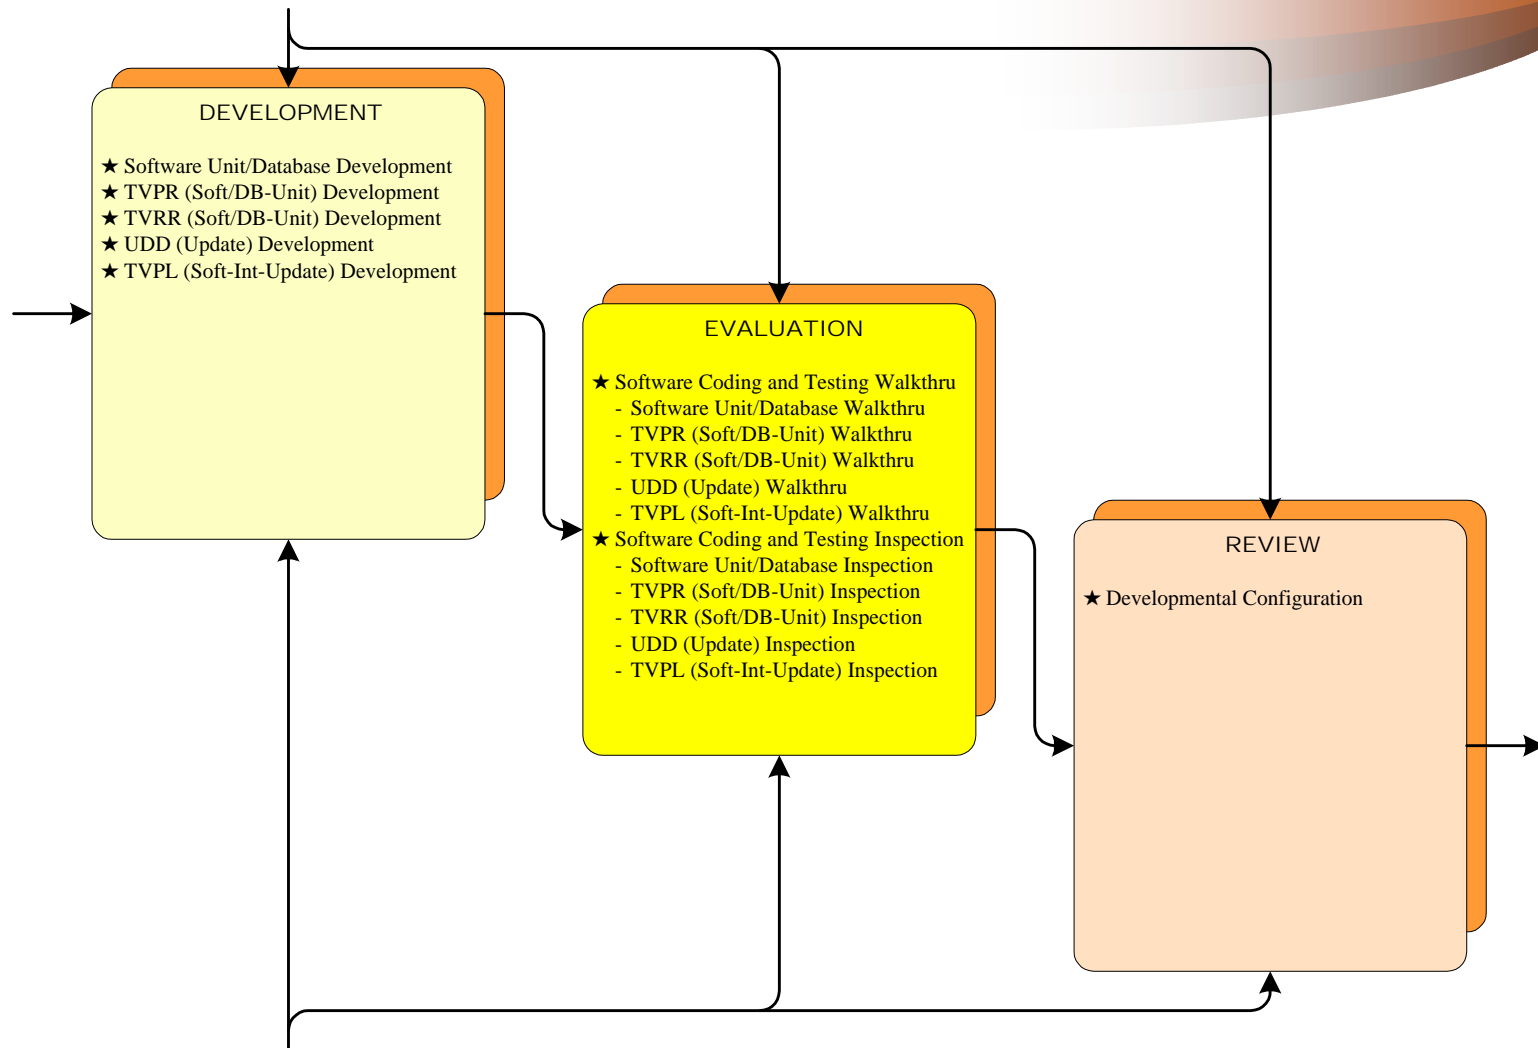 DEVELOPMENT
★ Software Unit/Database Development
★ TVPR (Soft/DB-Unit) Development
★ TVRR (Soft/DB-Unit) Development
★ UDD (Update) Development
★ TVPL (Soft-Int-Update) Development
EVALUATION
★ Software Coding and Testing Walkthru
- Software Unit/Database Walkthru
- TVPR (Soft/DB-Unit) Walkthru
- TVRR (Soft/DB-Unit) Walkthru
- UDD (Update) Walkthru
- TVPL (Soft-Int-Update) Walkthru
★ Software Coding and Testing Inspection
- Software Unit/Database Inspection
- TVPR (Soft/DB-Unit) Inspection
- TVRR (Soft/DB-Unit) Inspection
- UDD (Update) Inspection
- TVPL (Soft-Int-Update) Inspection
REVIEW
★ Developmental Configuration